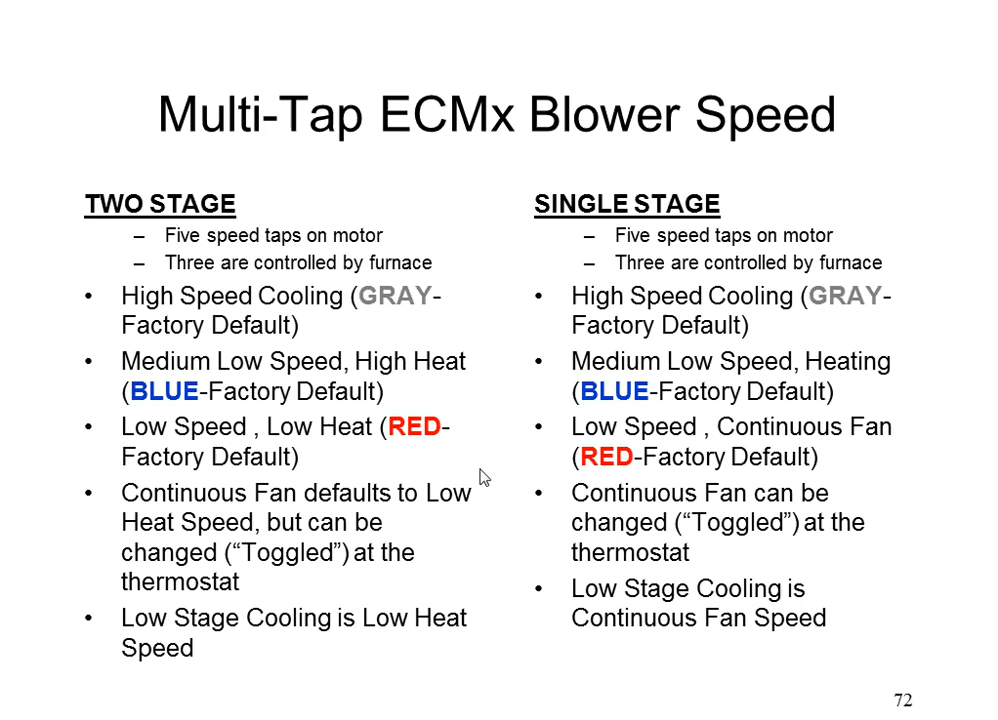 Multi-Tap ECMx Blower Speed
TWO STAGE
– Five speed taps on motor
– Three are controlled by furnace
• High Speed Cooling (GRAY-
Factory Default)
• Medium Low Speed, High Heat
(BLUE-Factory Default)
• Low Speed , Low Heat (RED-
Factory Default)
• Continuous Fan defaults to Low
Heat Speed, but can be
changed (“Toggled”) at the
thermostat
• Low Stage Cooling is Low Heat
Speed
SINGLE STAGE
– Five speed taps on motor
– Three are controlled by furnace
• High Speed Cooling (GRAY-
Factory Default)
• Medium Low Speed, Heating
(BLUE-Factory Default)
• Low Speed , Continuous Fan
(RED-Factory Default)
• Continuous Fan can be
changed (“Toggled”) at the
thermostat
• Low Stage Cooling is
Continuous Fan Speed
72